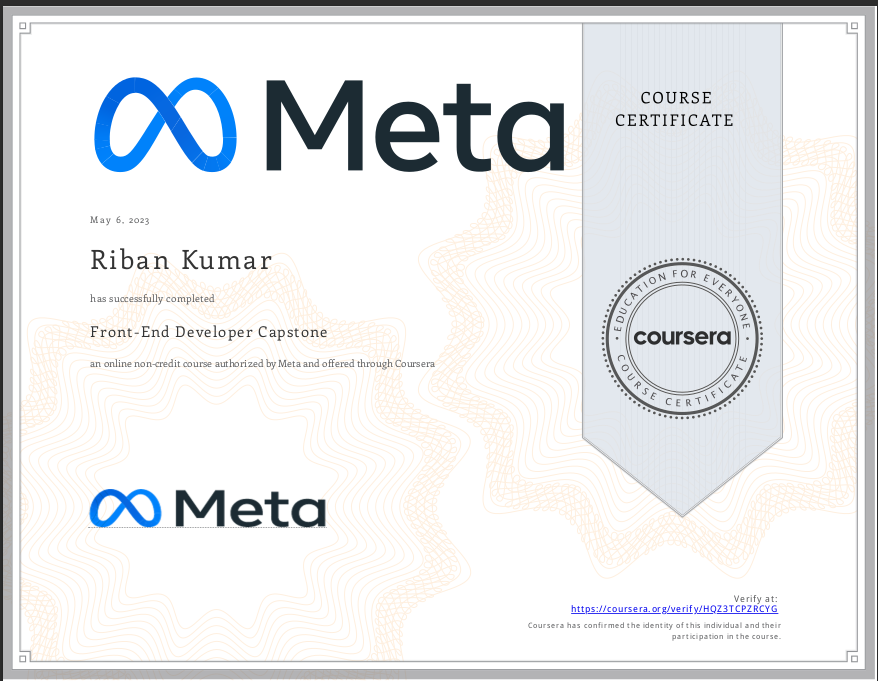 Meta
COURSE
CERTIFICATE
May 6, 2023
Riban Kumar
has successfully completed
Front-End Developer Capstone
an online non-credit course authorized by Meta and offered through Coursera
EDUCATION FOR EVERYONE
coursera
COURSE CERTIFICATE
Meta
Verify at:
https://coursera.org/verify/HQZ3TCPZRCYG
Coursera has confirmed the identity of this individual and their
participation in the course.